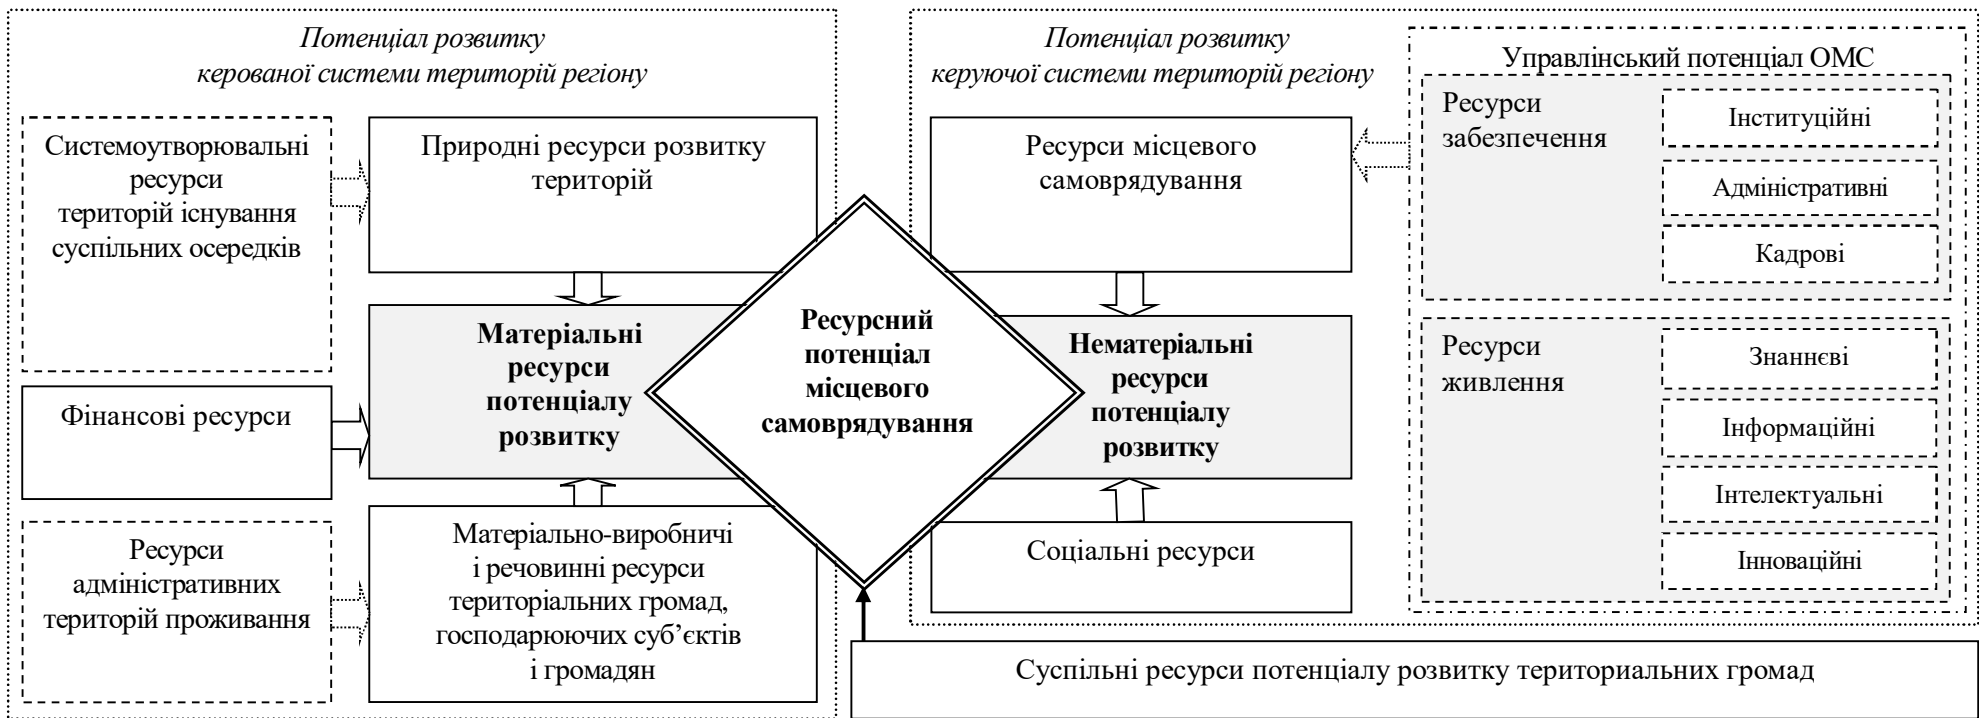 Потенціал розвитку
керованої системи територій регіону
Системоутворювальні
ресурси
територій існування
суспільних осередків
Природні ресурси розвитку
територій
Матеріальні
ресурси
потенціалу
розвитку
Фінансові ресурси
Ресурси
адміністративних
територій проживання
Матеріально-виробничі
і речовинні ресурси
територіальних громад,
господарюючих суб’єктів
і громадян
Ресурсний
потенціал
місцевого
самоврядування
Потенціал розвитку
керуючої системи територій регіону
Ресурси місцевого
самоврядування
Нематеріальні
ресурси
потенціалу
розвитку
Соціальні ресурси
Управлінський потенціал ОМС
Ресурси
забезпечення
Інституційні
Адміністративні
Кадрові
Ресурси
живлення
Знаннєві
Інформаційні
Інтелектуальні
Інноваційні
Суспільні ресурси потенціалу розвитку териториальних громад